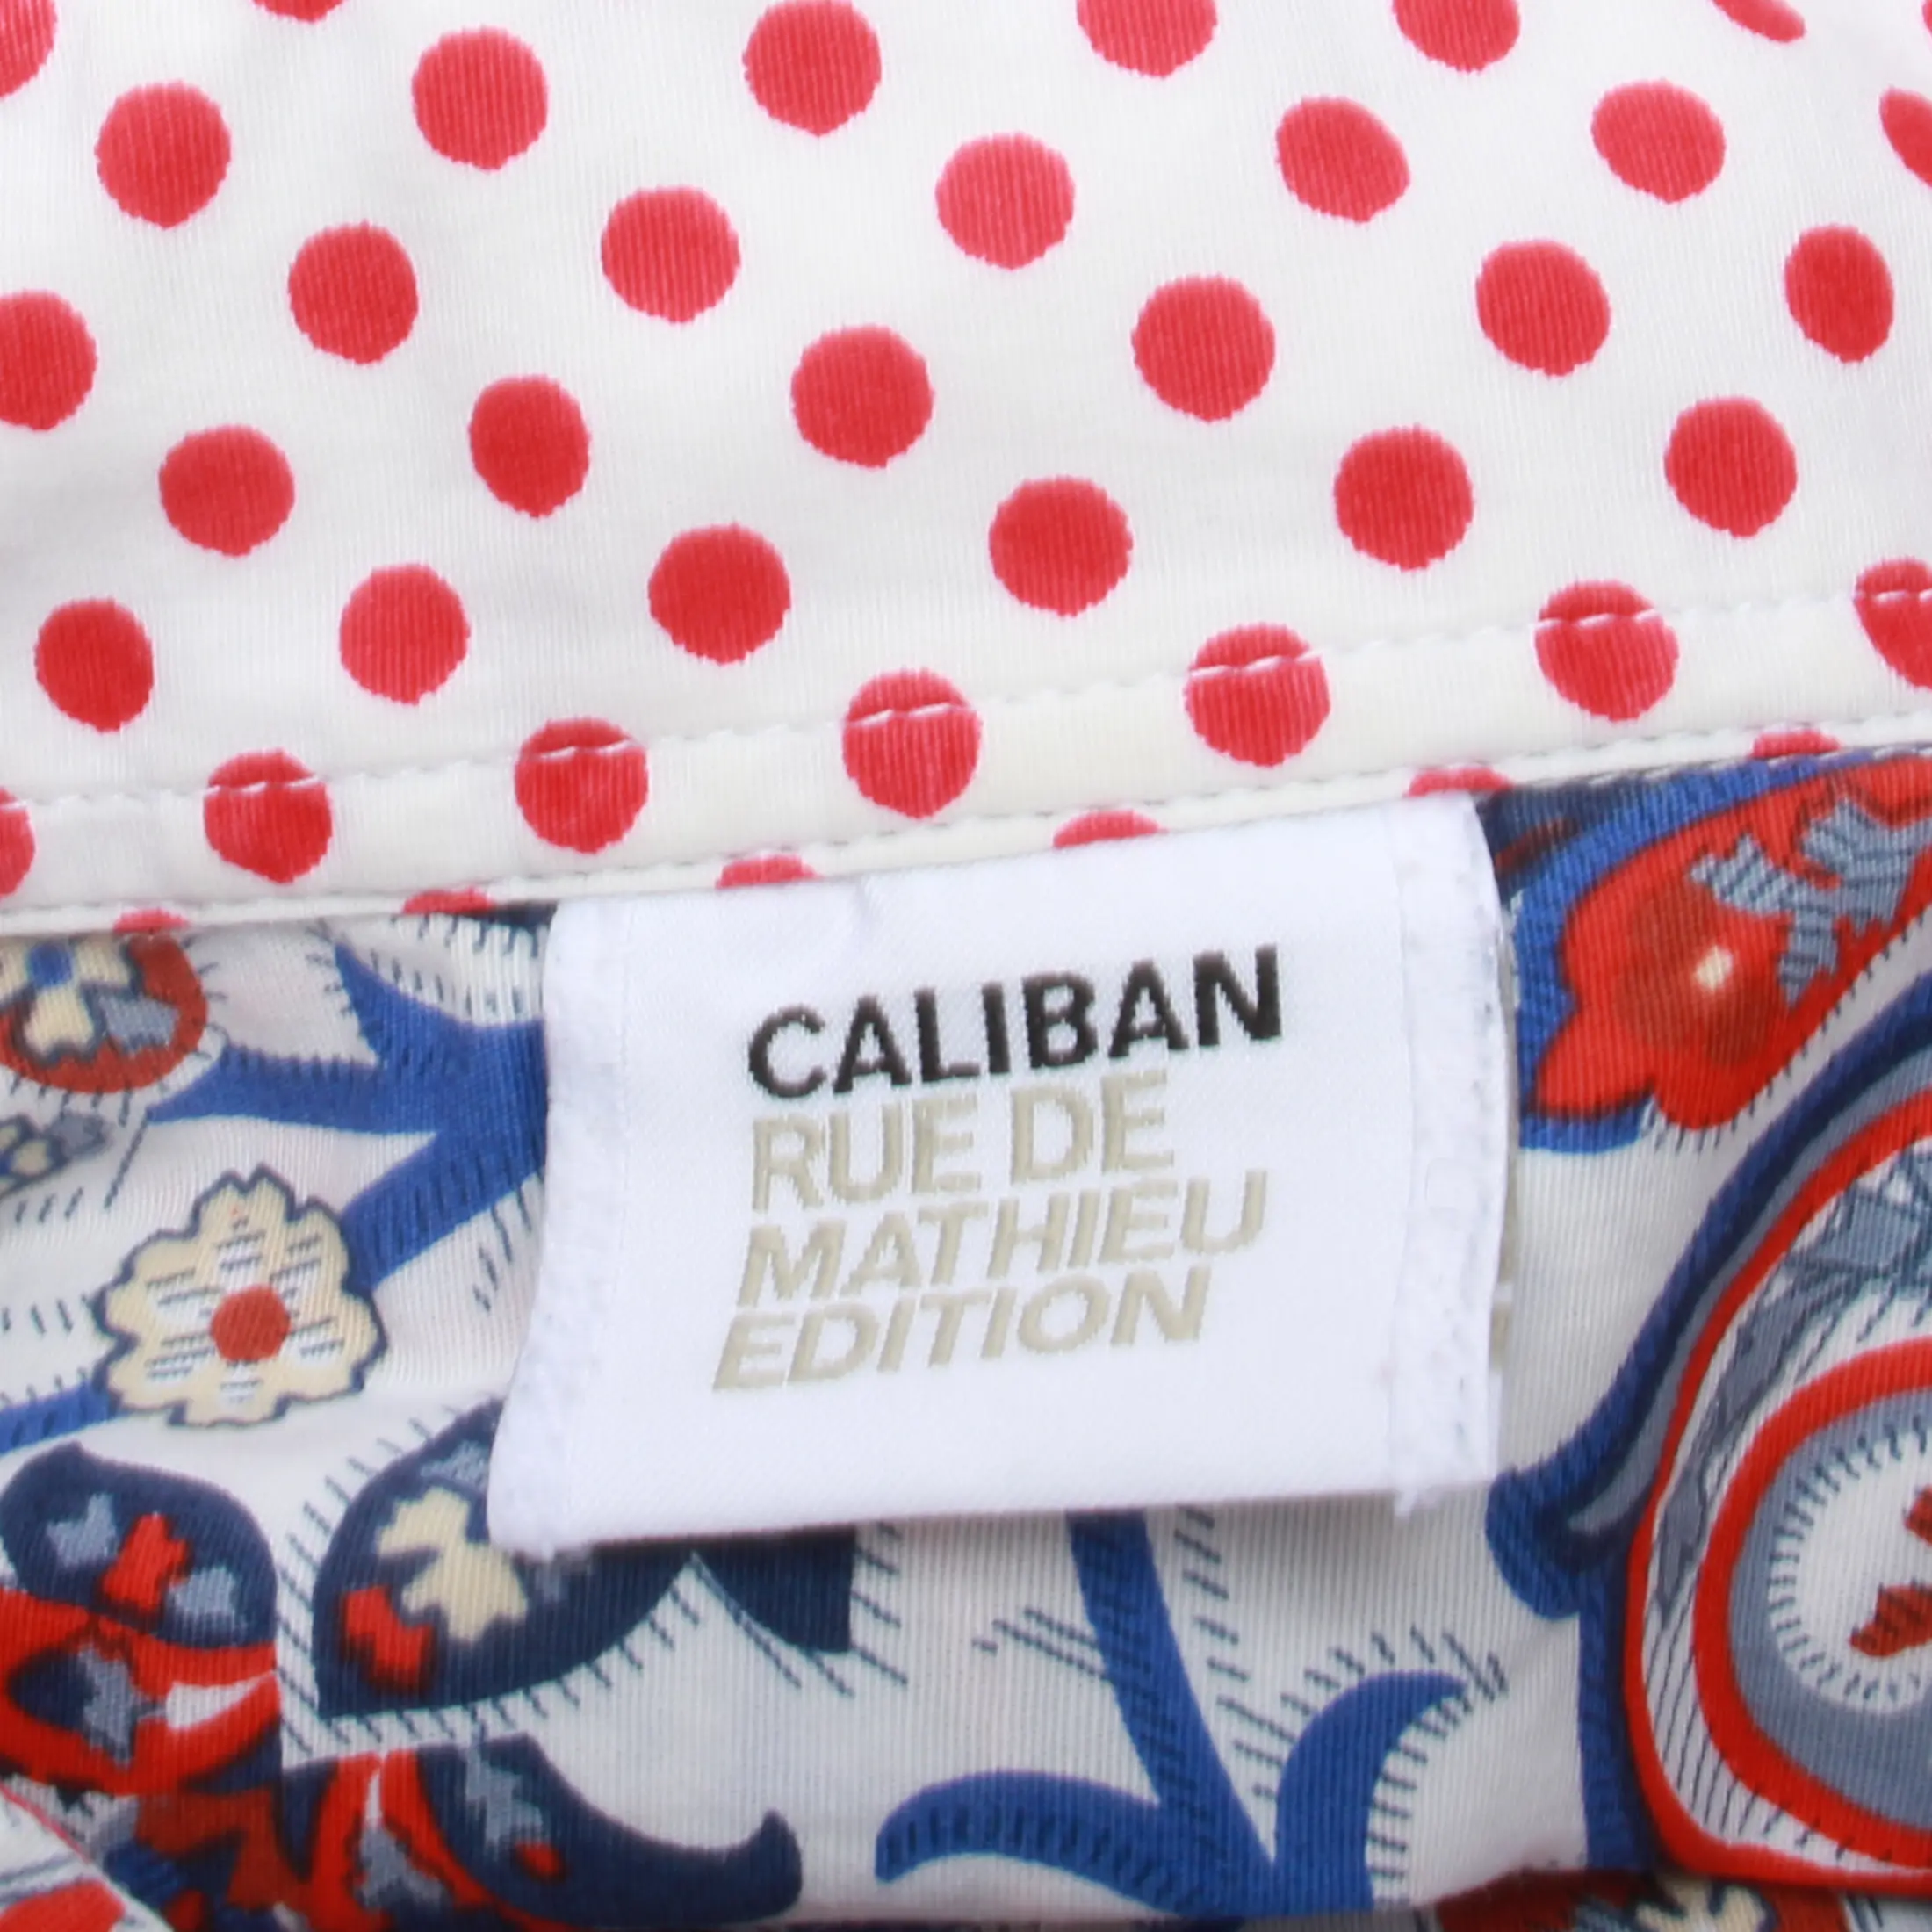 CALIBAN
RUE DE
MATHIEU
EDITION